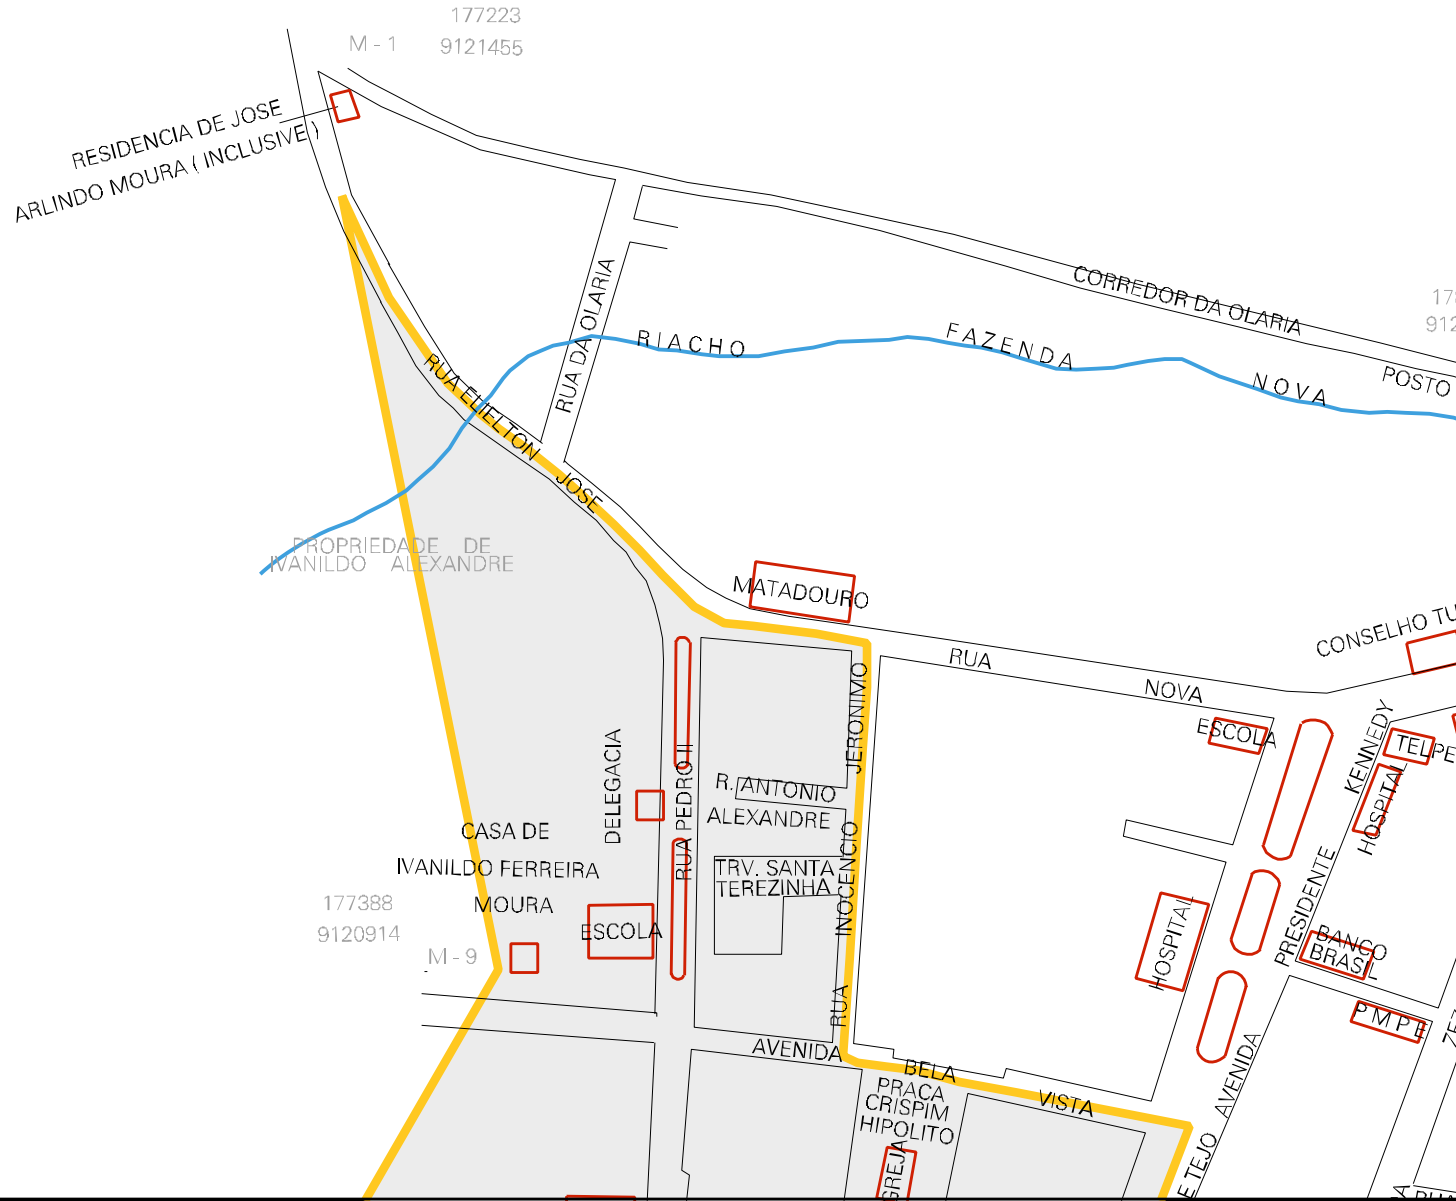 177223
M - 1
9121455
RESIDENCIA DE JOSE
ARLINDO MOURA ( INCLUSIVE )
CORREDOR DA OLARIA
RUA DA OLARIA
RIACHO
FAZENDA
NOVA
POSTO
RUA ELIELTON JOSE
PROPRIEDADE DE
IVANILDO ALEXANDRE
MATADOURO
CONSELHO
RUA
NOVA
ESCOLA
KENNEDY
TELPE
HOSPITAL
DELEGACIA
RUA PEDRO II
JERONIMO
INOCENCIO
RUA
R. ANTONIO
ALEXANDRE
CASA DE
IVANILDO FERREIRA
MOURA
TRV. SANTA
TEREZINHA
ESCOLA
177388
9120914
M - 9
HOSPITAL
PRESIDENTE
BANCO
BRASIL
PMPE
AVENIDA
AVENIDA
BELA
VISTA
PRACA
CRISPIM
HIPOLITO
TEJO